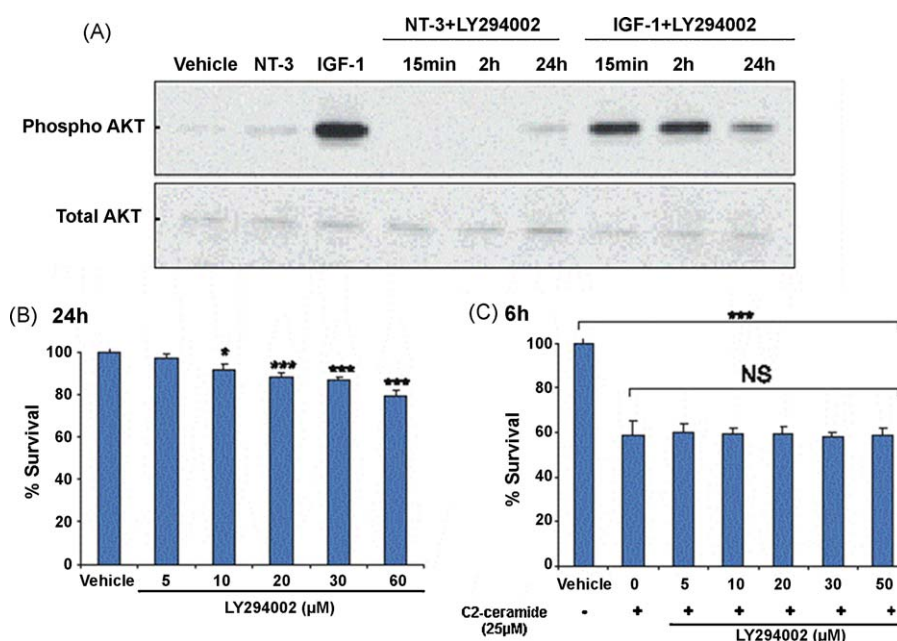 (A)
NT-3+LY294002 IGF-1+LY294002
Vehicle NT-3 IGF-1 15min 2h 24h 15min 2h 24h
Phospho AKT
Total AKT
(B) 24h
% Survival
100
80
60
40
20
0
* *** *** ***
Vehicle 5 10 20 30 60
LY294002 (µM)
(C) 6h
% Survival
100
80
60
40
20
0
***
NS
Vehicle 0 5 10 20 30 50
C2-ceramide - + + + + + +
(25µM)
LY294002 (µM)